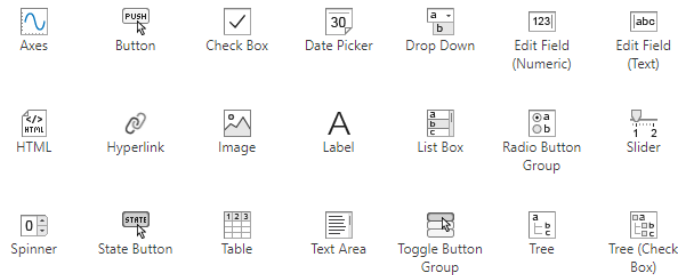 PUSH
30
a
b
123
abc
Axes
Button
Check Box
Date Picker
Drop Down
Edit Field
(Numeric)
Edit Field
(Text)
</>
HTML
A
a
b
c
a
b
1 2
HTML
Hyperlink
Image
Label
List Box
Radio Button
Group
Slider
0
STATE
1 2 3
a
b
c
a
b
c
Spinner
State Button
Table
Text Area
Toggle Button
Group
Tree
Tree (Check
Box)